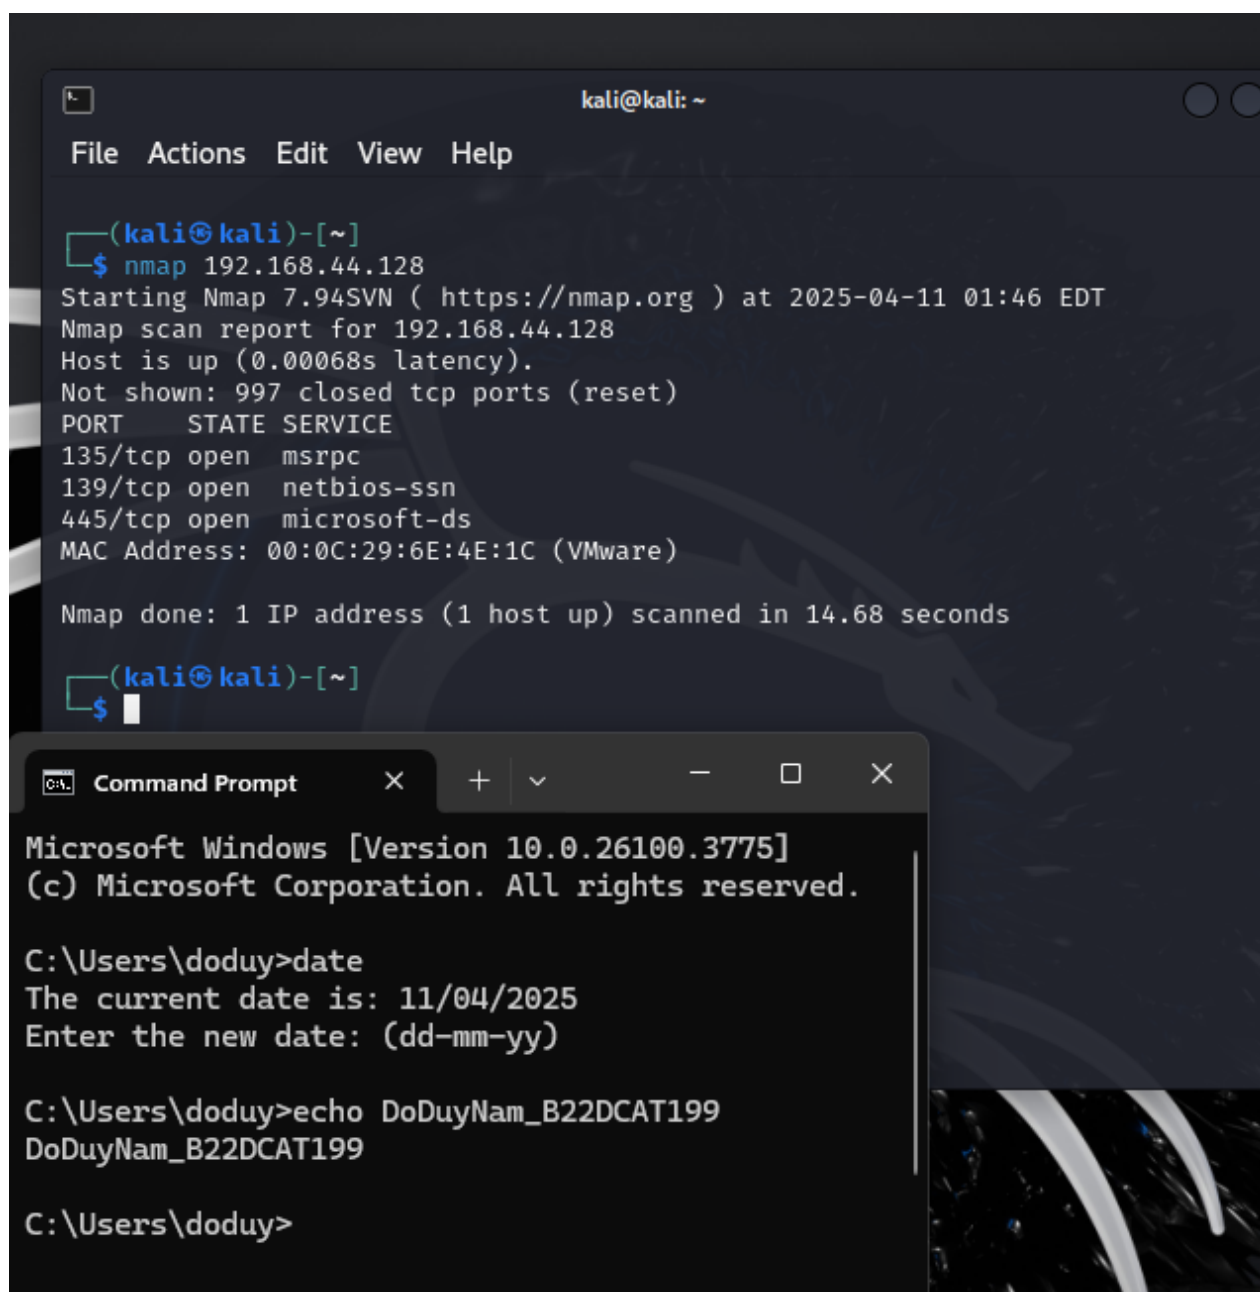 kali@kali: ~
File Actions Edit View Help
┌──(kali㉿kali)-[~]
└─$ nmap 192.168.44.128
Starting Nmap 7.94SVN ( https://nmap.org ) at 2025-04-11 01:46 EDT
Nmap scan report for 192.168.44.128
Host is up (0.00068s latency).
Not shown: 997 closed tcp ports (reset)
PORT    STATE SERVICE
135/tcp open  msrpc
139/tcp open  netbios-ssn
445/tcp open  microsoft-ds
MAC Address: 00:0C:29:6E:4E:1C (VMware)
Nmap done: 1 IP address (1 host up) scanned in 14.68 seconds
┌──(kali㉿kali)-[~]
└─$
Command Prompt
Microsoft Windows [Version 10.0.26100.3775]
(c) Microsoft Corporation. All rights reserved.
C:\Users\doduy>date
The current date is: 11/04/2025
Enter the new date: (dd-mm-yy)
C:\Users\doduy>echo DoDuyNam_B22DCAT199
DoDuyNam_B22DCAT199
C:\Users\doduy>